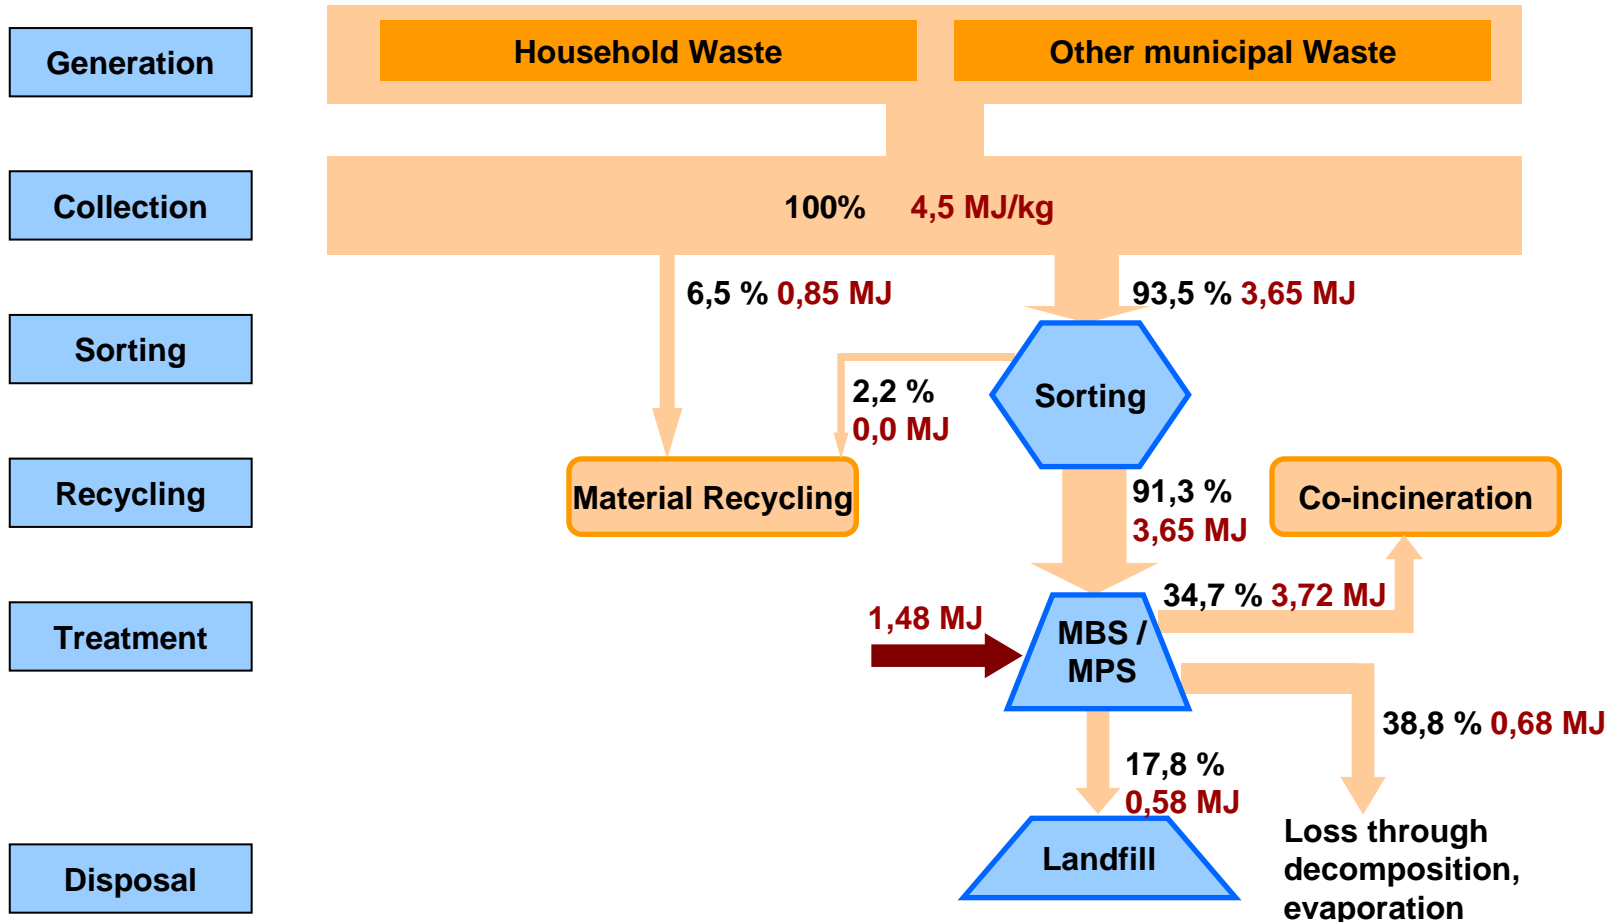 Generation
Household Waste
Other municipal Waste
Collection
100% 4,5 MJ/kg
6,5 % 0,85 MJ
93,5 % 3,65 MJ
Sorting
2,2 %
0,0 MJ
Sorting
Recycling
Material Recycling
91,3 %
3,65 MJ
Co-incineration
Treatment
1,48 MJ
MBS /
MPS
34,7 % 3,72 MJ
38,8 % 0,68 MJ
17,8 %
0,58 MJ
Disposal
Landfill
Loss through
decomposition,
evaporation